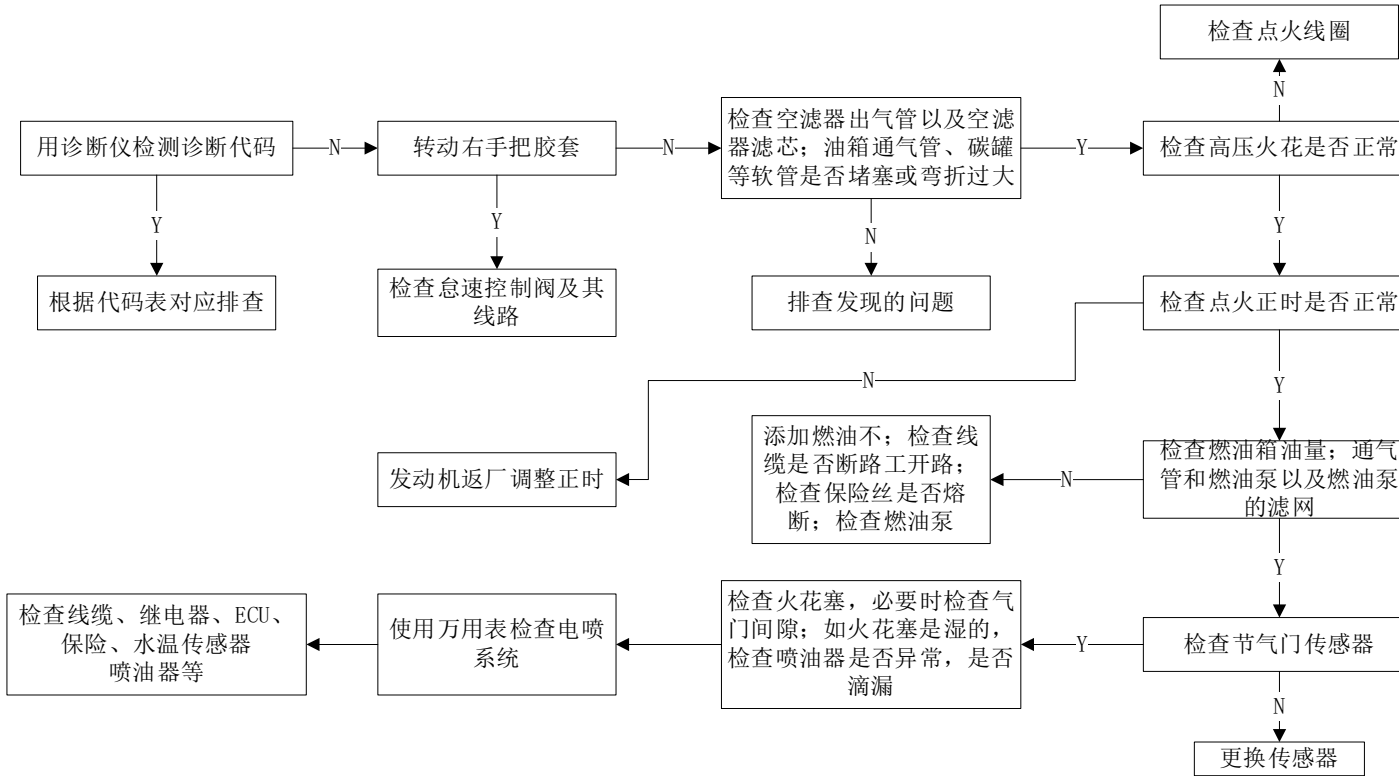 检查点火线圈
N
用诊断仪检测诊断代码
N
转动右手把胶套
N
检查空滤器出气管以及空滤
器滤芯；油箱通气管、碳罐
等软管是否堵塞或弯折过大
Y
检查高压火花是否正常
Y
Y
N
Y
根据代码表对应排查
检查怠速控制阀及其
线路
排查发现的问题
检查点火正时是否正常
N
Y
发动机返厂调整正时
添加燃油不；检查线
缆是否断路工开路；
检查保险丝是否熔
断；检查燃油泵
N
检查燃油箱油量；通气
管和燃油泵以及燃油泵
的滤网
Y
检查线缆、继电器、ECU、
保险、水温传感器
喷油器等
使用万用表检查电喷
系统
检查火花塞，必要时检查气
门间隙；如火花塞是湿的，
检查喷油器是否异常，是否
滴漏
Y
检查节气门传感器
N
更换传感器